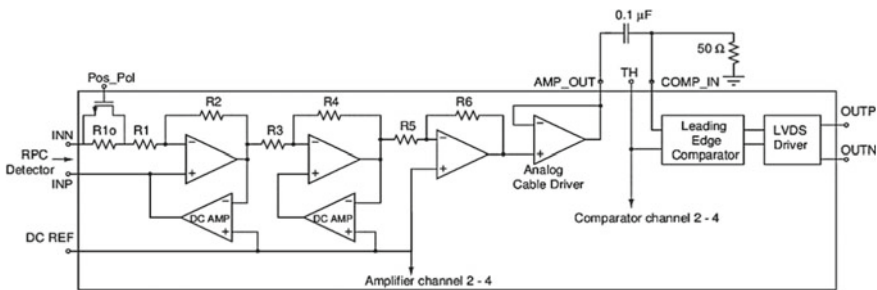 0.1 µF
50 Ω
AMP_OUT
TH
COMP_IN
Pos_Pol
R2
R4
R6
OUTP
INN
R1o
R1
R3
R5
RPC
Detector
INP
Leading
Edge
Comparator
LVDS
Driver
OUTN
Analog
Cable Driver
DC AMP
DC AMP
Comparator channel 2 - 4
DC REF
Amplifier channel 2 - 4